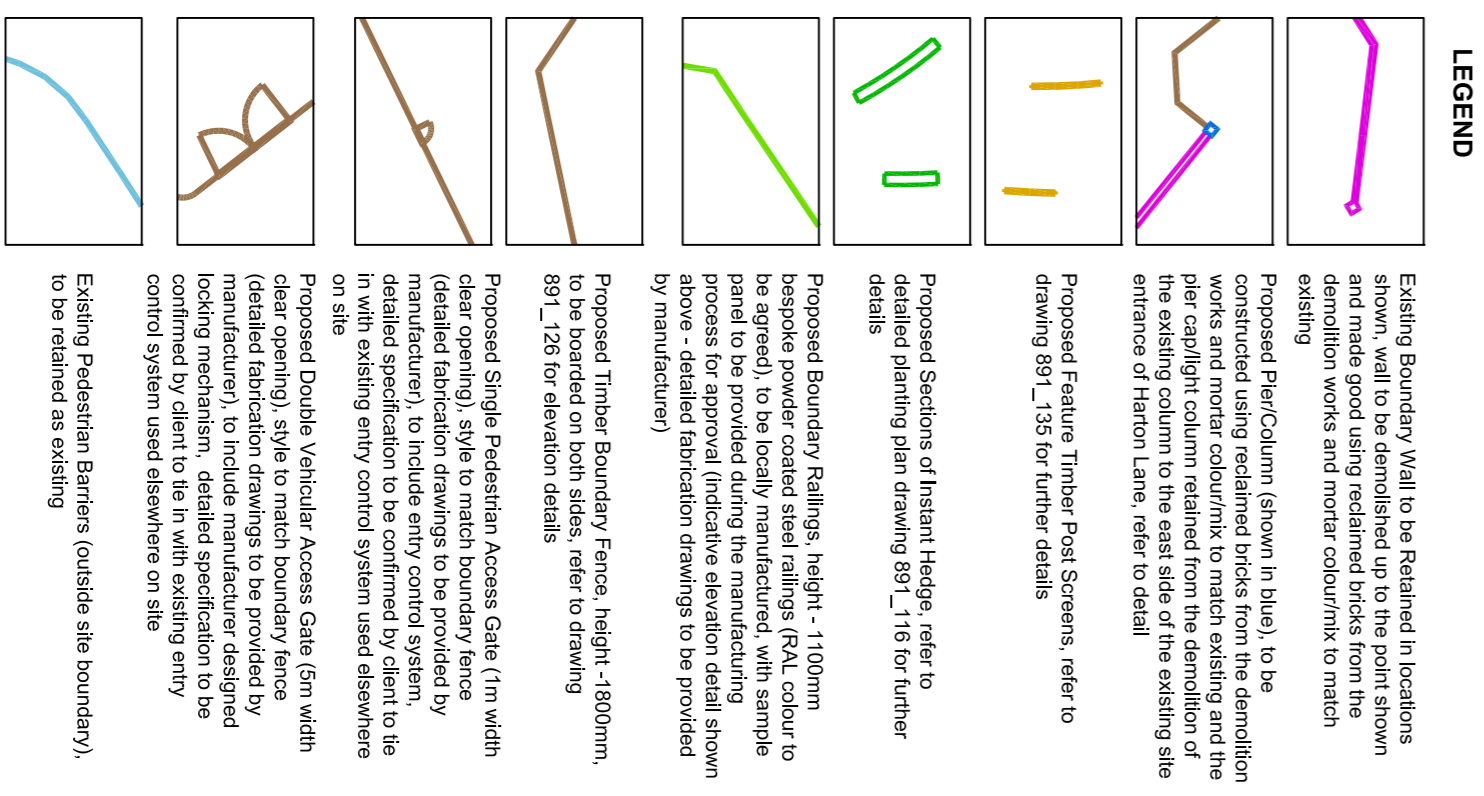 LEGEND
Existing Boundary Wall to be Retained in locations
shown, wall to be demolished up to the point shown
and made good using reclaimed bricks from the
demolition works and mortar colour/mix to match
existing
Proposed Pier/Column (shown in blue), to be
constructed using reclaimed bricks from the demolition
works and mortar colour/mix to match existing and the
pier cap/light column retained from the demolition of
the existing column to the east side of the existing site
entrance of Harton Lane, refer to detail
Proposed Feature Timber Post Screens, refer to
drawing 891_135 for further details
Proposed Sections of Instant Hedge, refer to
detailed planting plan drawing 891_116 for further
details
Proposed Boundary Railings, height - 1100mm
bespoke powder coated steel railings (RAL colour to
be agreed), to be locally manufactured, with sample
panel to be provided during the manufacturing
process for approval (indicative elevation detail shown
above - detailed fabrication drawings to be provided
by manufacturer)
Proposed Timber Boundary Fence, height -1800mm,
to be boarded on both sides, refer to drawing
891_126 for elevation details
Proposed Single Pedestrian Access Gate (1m width
clear opening), style to match boundary fence
(detailed fabrication drawings to be provided by
manufacturer), to include entry control system,
detailed specification to be confirmed by client to tie
in with existing entry control system used elsewhere
on site
Proposed Double Vehicular Access Gate (5m width
clear opening), style to match boundary fence
(detailed fabrication drawings to be provided by
manufacturer), to include manufacturer designed
locking mechanism, detailed specification to be
confirmed by client to tie in with existing entry
control system used elsewhere on site
Existing Pedestrian Barriers (outside site boundary),
to be retained as existing